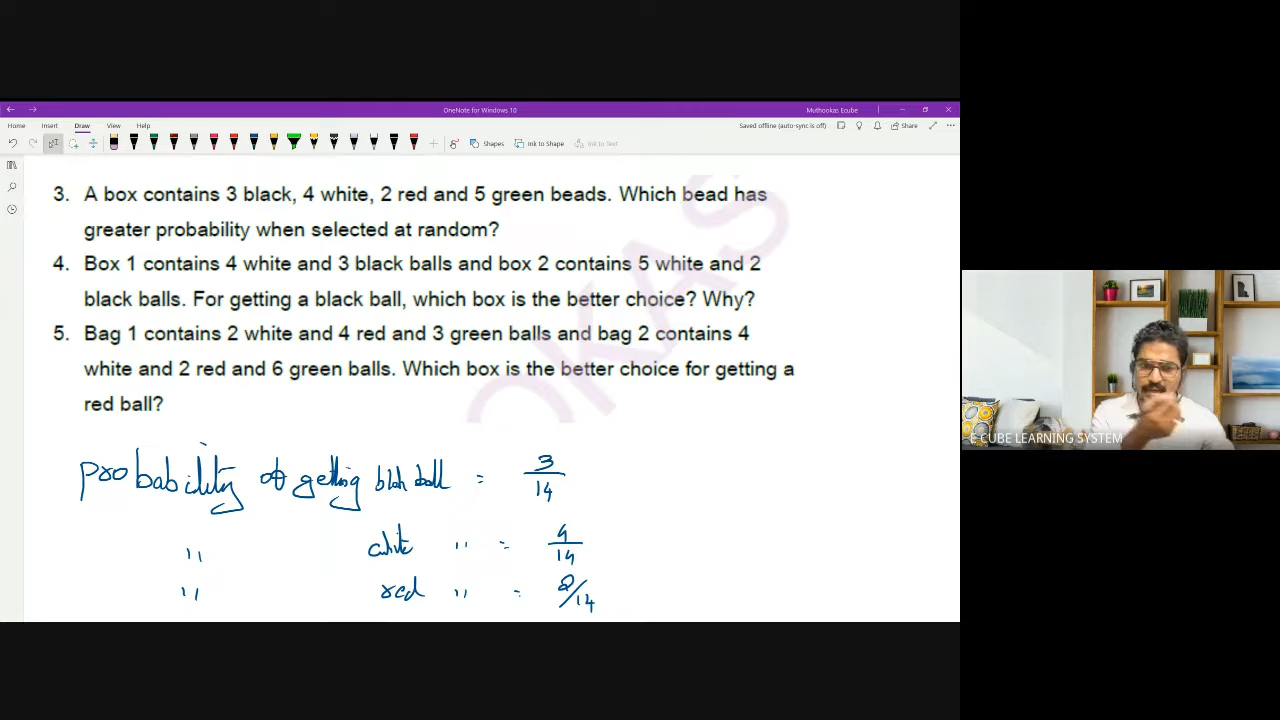 OneNote for Windows 10
Muthookas Ecube
Home Insert Draw View Help
Saved offline (auto-sync is off)
Share
Shapes
Ink to Shape
Ink to Text
3. A box contains 3 black, 4 white, 2 red and 5 green beads. Which bead has
greater probability when selected at random?
4. Box 1 contains 4 white and 3 black balls and box 2 contains 5 white and 2
black balls. For getting a black ball, which box is the better choice? Why?
5. Bag 1 contains 2 white and 4 red and 3 green balls and bag 2 contains 4
white and 2 red and 6 green balls. Which box is the better choice for getting a
red ball?
OKAS
probability of getting black ball = 3/14
" white " = 4/14
" red " = 2/14
E CUBE LEARNING SYSTEM